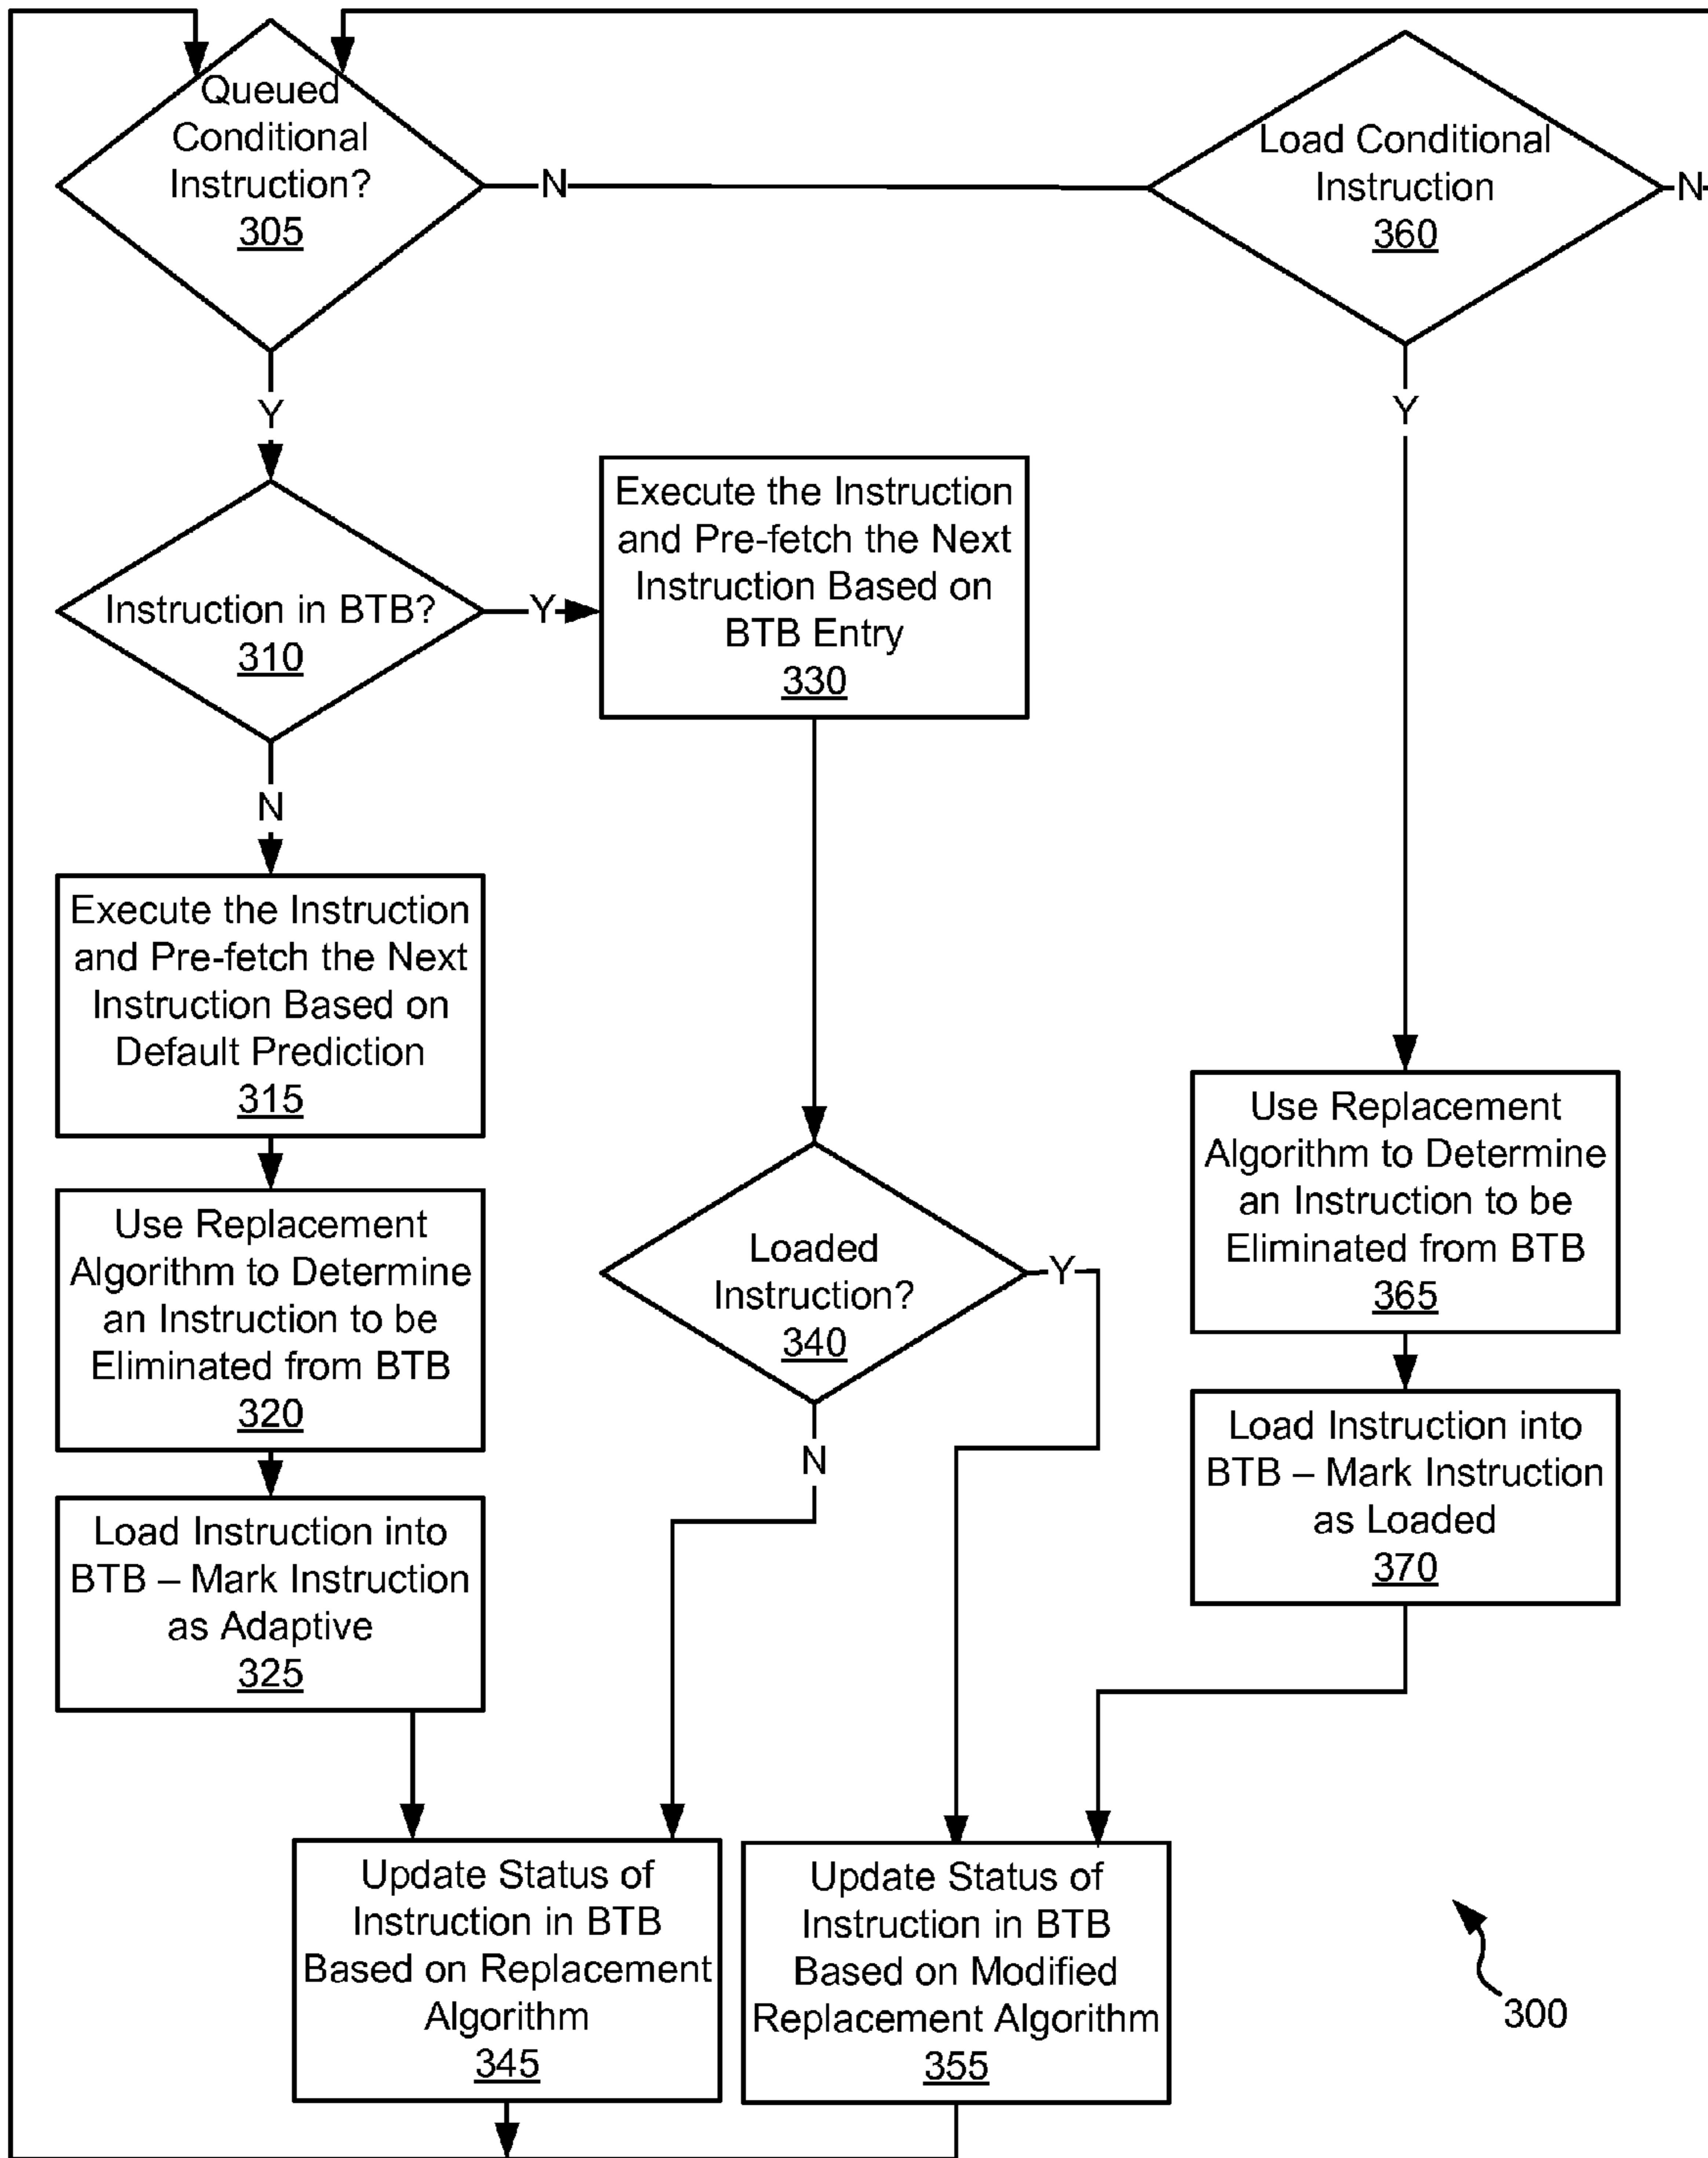 Queued
Conditional
Instruction?
305
N
Load Conditional
Instruction
360
N
Y
Y
Instruction in BTB?
310
Y
Execute the Instruction
and Pre-fetch the Next
Instruction Based on
BTB Entry
330
N
Execute the Instruction
and Pre-fetch the Next
Instruction Based on
Default Prediction
315
Use Replacement
Algorithm to Determine
an Instruction to be
Eliminated from BTB
320
Load Instruction into
BTB – Mark Instruction
as Adaptive
325
Loaded
Instruction?
340
Y
N
Use Replacement
Algorithm to Determine
an Instruction to be
Eliminated from BTB
365
Load Instruction into
BTB – Mark Instruction
as Loaded
370
Update Status of
Instruction in BTB
Based on Replacement
Algorithm
345
Update Status of
Instruction in BTB
Based on Modified
Replacement Algorithm
355
300